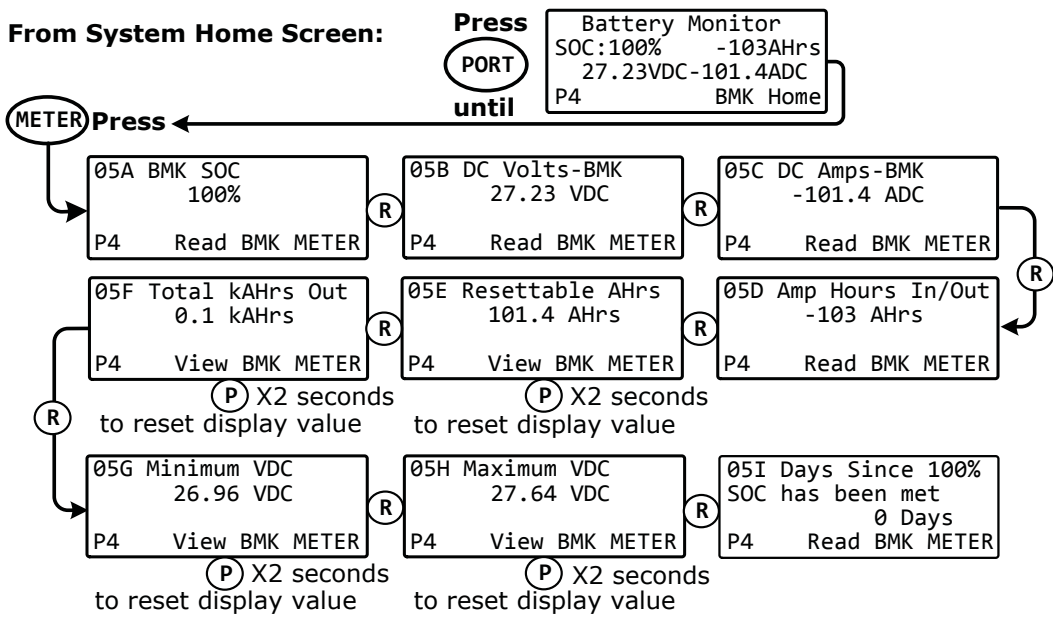 From System Home Screen:
Press
PORT
until
Battery Monitor
SOC:100% -103AHrs
27.23VDC-101.4ADC
P4 BMK Home
METER Press
05A BMK SOC
100%
P4 Read BMK METER
R
05B DC Volts-BMK
27.23 VDC
P4 Read BMK METER
R
05C DC Amps-BMK
-101.4 ADC
P4 Read BMK METER
R
05D Amp Hours In/Out
-103 AHrs
P4 Read BMK METER
R
05E Resettable AHrs
101.4 AHrs
P4 View BMK METER
P X2 seconds
to reset display value
R
05F Total kAHrs Out
0.1 kAHrs
P4 View BMK METER
P X2 seconds
to reset display value
R
05G Minimum VDC
26.96 VDC
P4 View BMK METER
P X2 seconds
to reset display value
R
05H Maximum VDC
27.64 VDC
P4 View BMK METER
P X2 seconds
to reset display value
R
05I Days Since 100%
SOC has been met
0 Days
P4 Read BMK METER